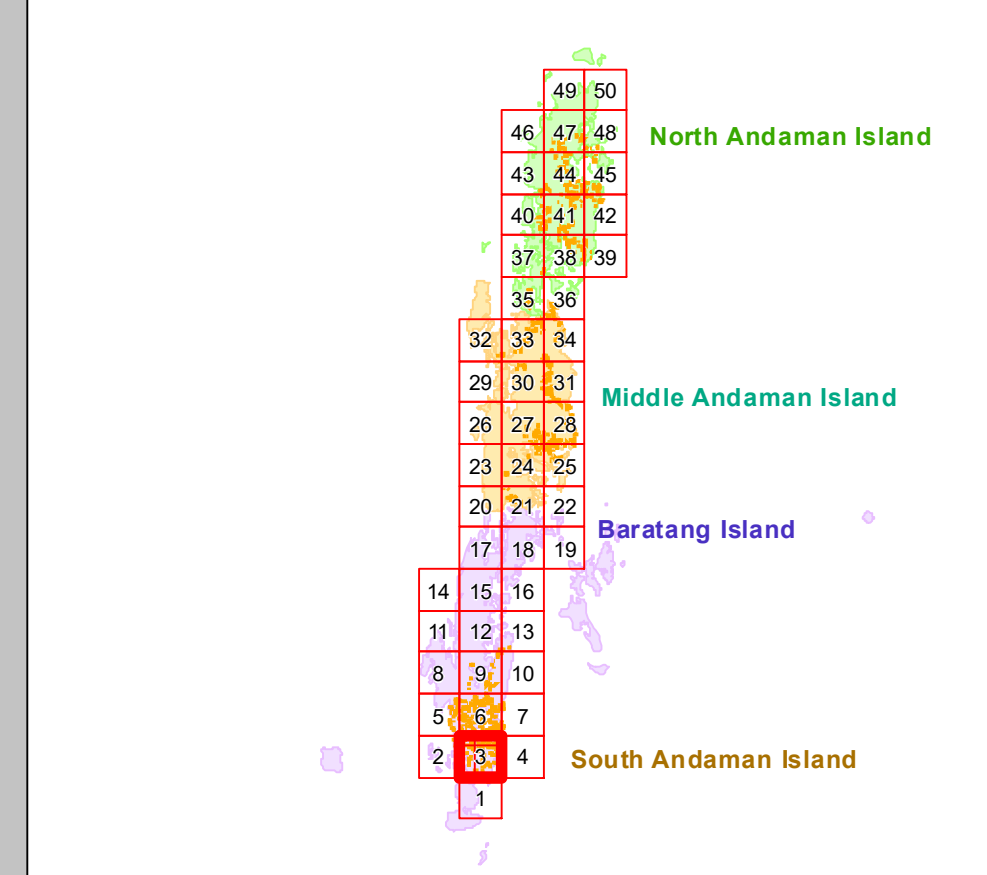 49 50
46 47 48 North Andaman Island
43 44 45
40 41 42
37 38 39
35 36
32 33 34
29 30 31 Middle Andaman Island
26 27 28
23 24 25
20 21 22
Baratang Island
17 18 19
14 15 16
11 12 13
8 9 10
5 6 7
2 3 4 South Andaman Island
1